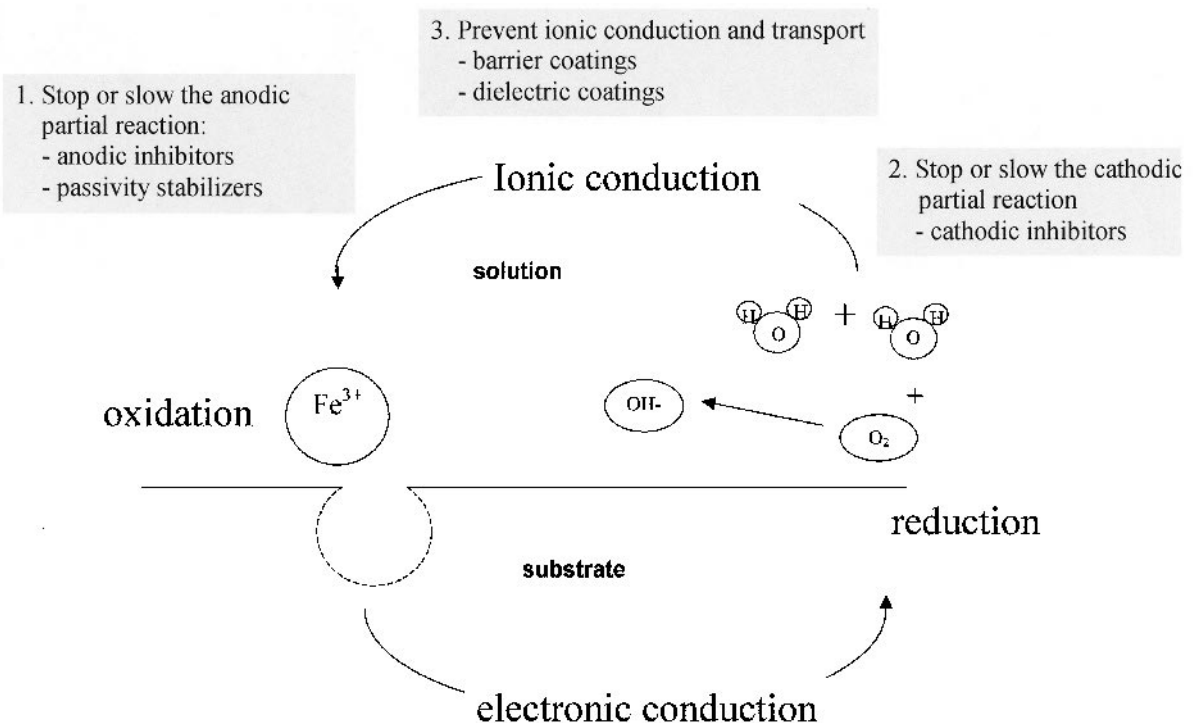 3. Prevent ionic conduction and transport
- barrier coatings
- dielectric coatings
1. Stop or slow the anodic
partial reaction:
- anodic inhibitors
- passivity stabilizers
2. Stop or slow the cathodic
partial reaction
- cathodic inhibitors
Ionic conduction
solution
H H + H H
O O
+
oxidation
Fe³⁺
OH-
O₂
reduction
substrate
electronic conduction